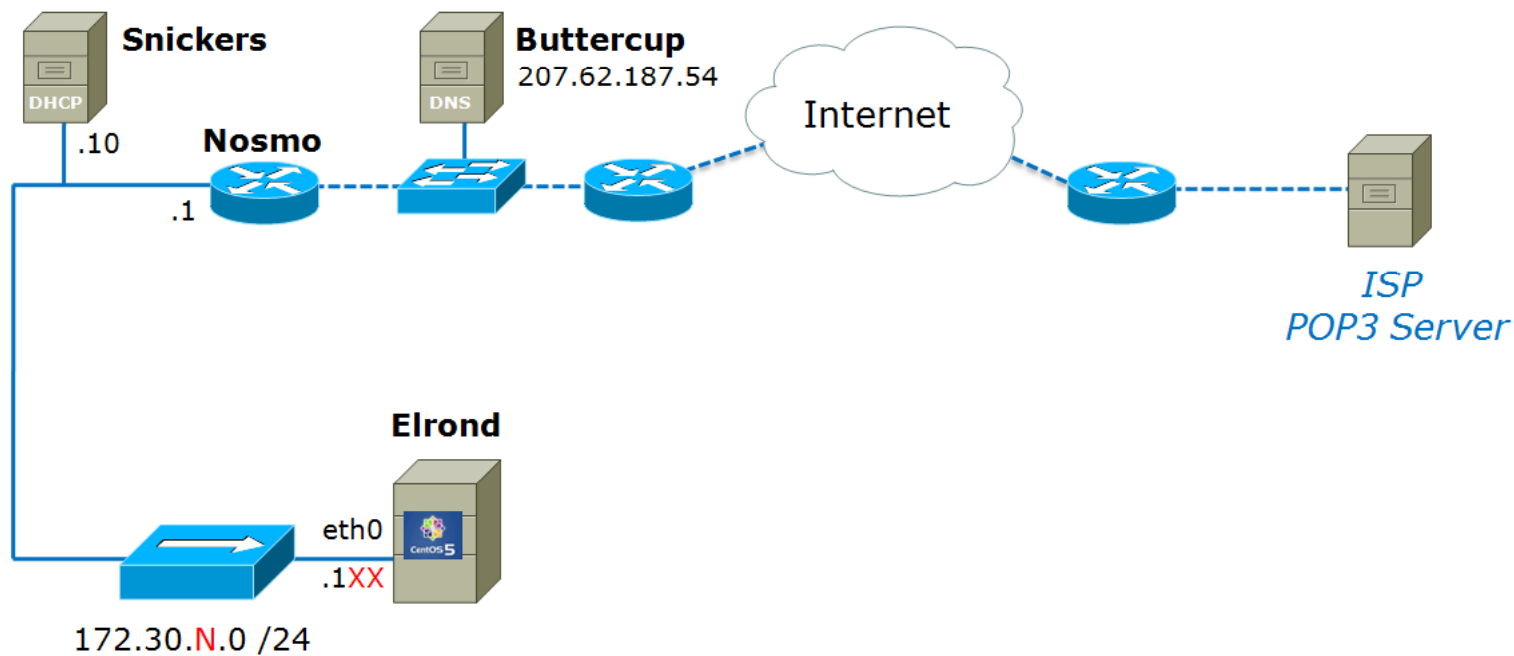 Snickers
DHCP
.10
Nosmo
.1
Buttercup
207.62.187.54
DNS
Internet
ISP
POP3 Server
Elrond
eth0
.1XX
CentOS 5
172.30.N.0 /24